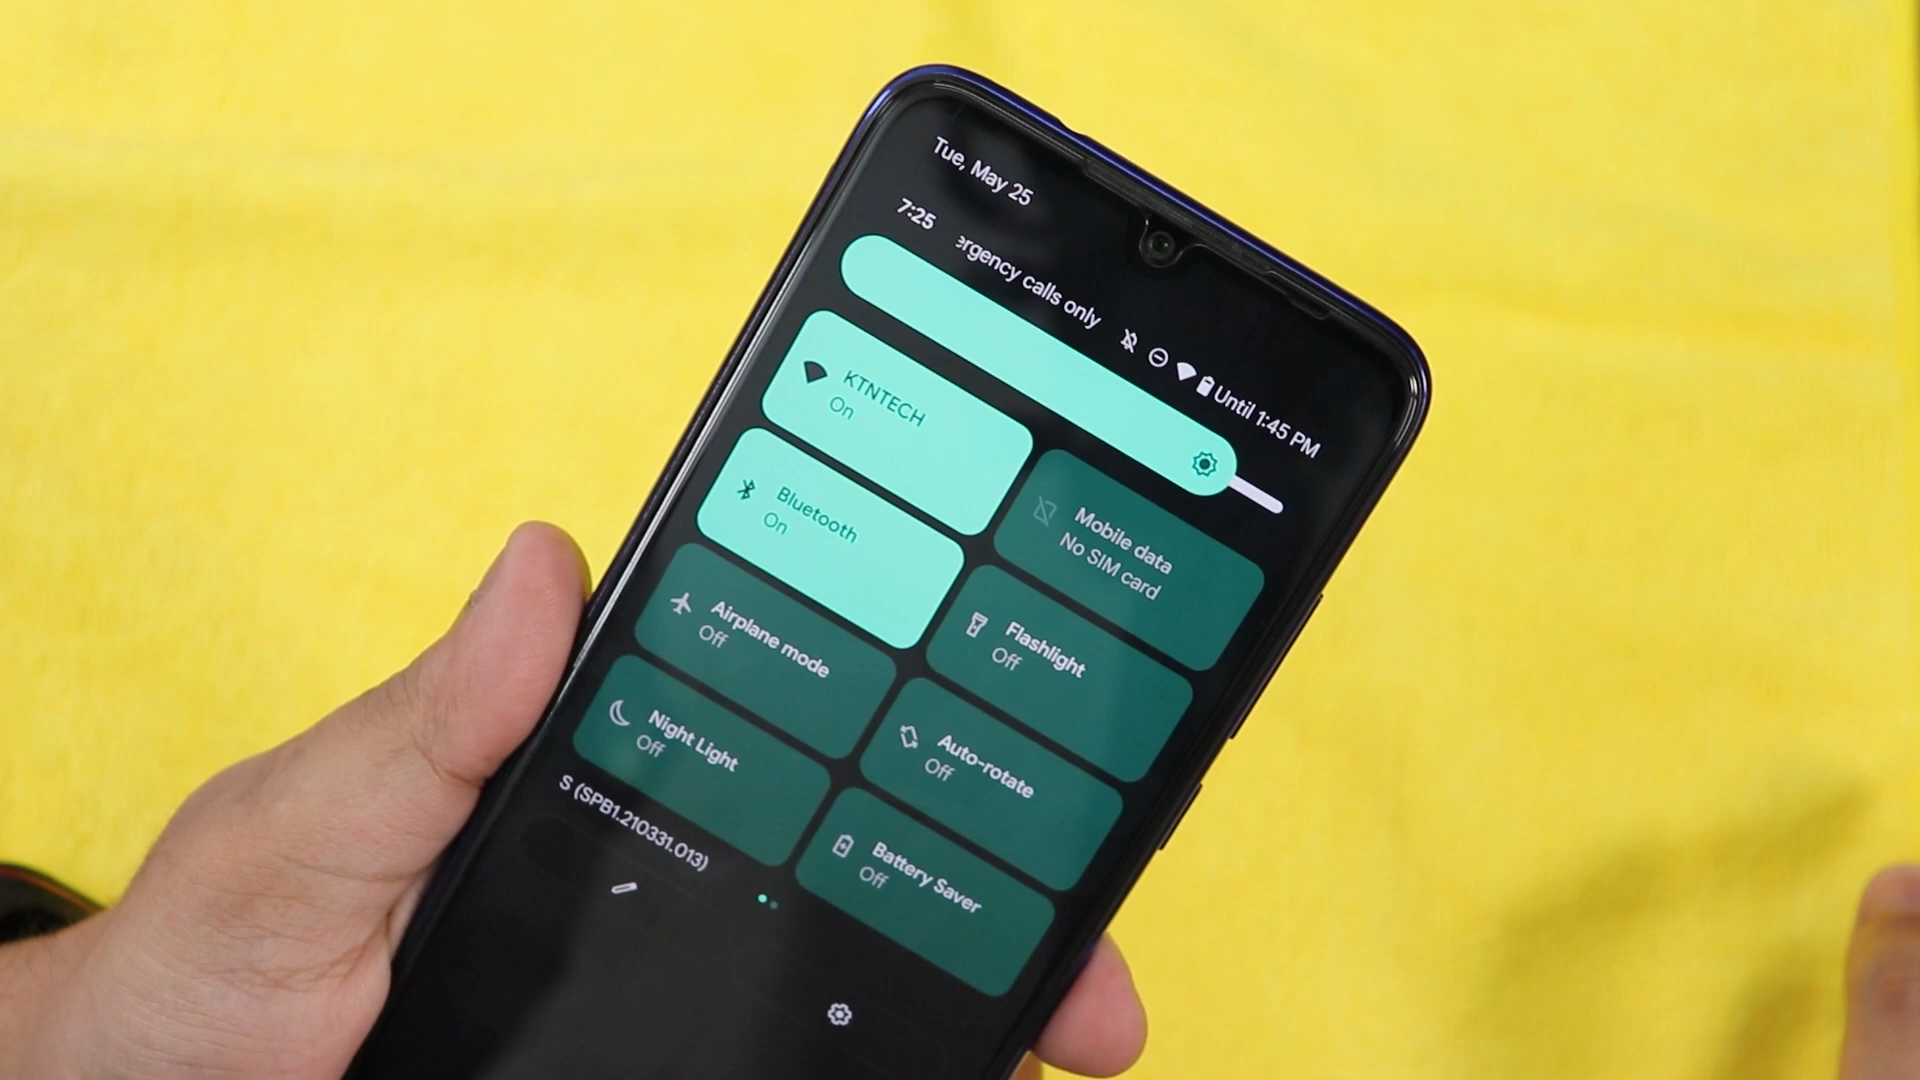 Tue, May 25
7:25
ergency calls only
Until 1:45 PM
KTNTECH
On
Mobile data
No SIM card
Bluetooth
On
Flashlight
Off
Airplane mode
Off
Auto-rotate
Off
Night Light
Off
Battery Saver
Off
S (SPB1.210331.013)